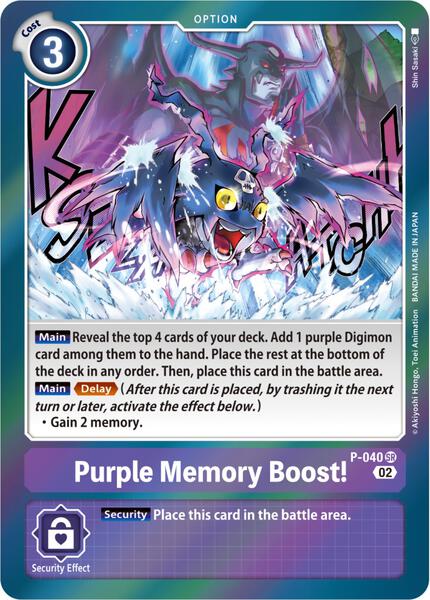 OPTION
Cost
3
Shin Sasaki
Main Reveal the top 4 cards of your deck. Add 1 purple Digimon
card among them to the hand. Place the rest at the bottom of
the deck in any order. Then, place this card in the battle area.
Main Delay (After this card is placed, by trashing it the next
turn or later, activate the effect below.)
・Gain 2 memory.
© Akiyoshi Hongo, Toei Animation BANDAI MADE IN JAPAN
P-040 SR
Purple Memory Boost! 02
Security Place this card in the battle area.
Security Effect